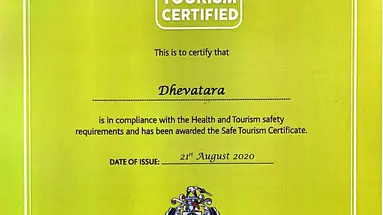 TOURISM
CERTIFIED
This is to certify that
Dhevatara
is in compliance with the Health and Tourism safety
requirements and has been awarded the Safe Tourism Certificate.
DATE OF ISSUE: 21st August 2020